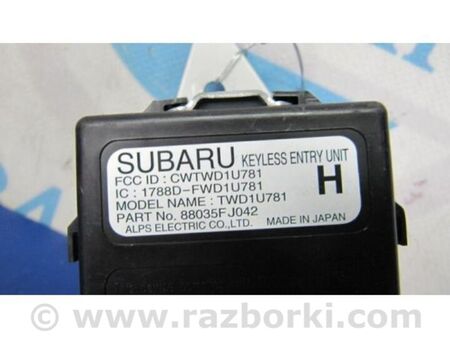 SUBARU KEYLESS ENTRY UNIT
FCC ID : CWTWD1U781
IC : 1788D-FWD1U781
MODEL NAME : TWD1U781
H
PART No. 88035FJ042
ALPS ELECTRIC CO.,LTD. MADE IN JAPAN
www.razborki.com